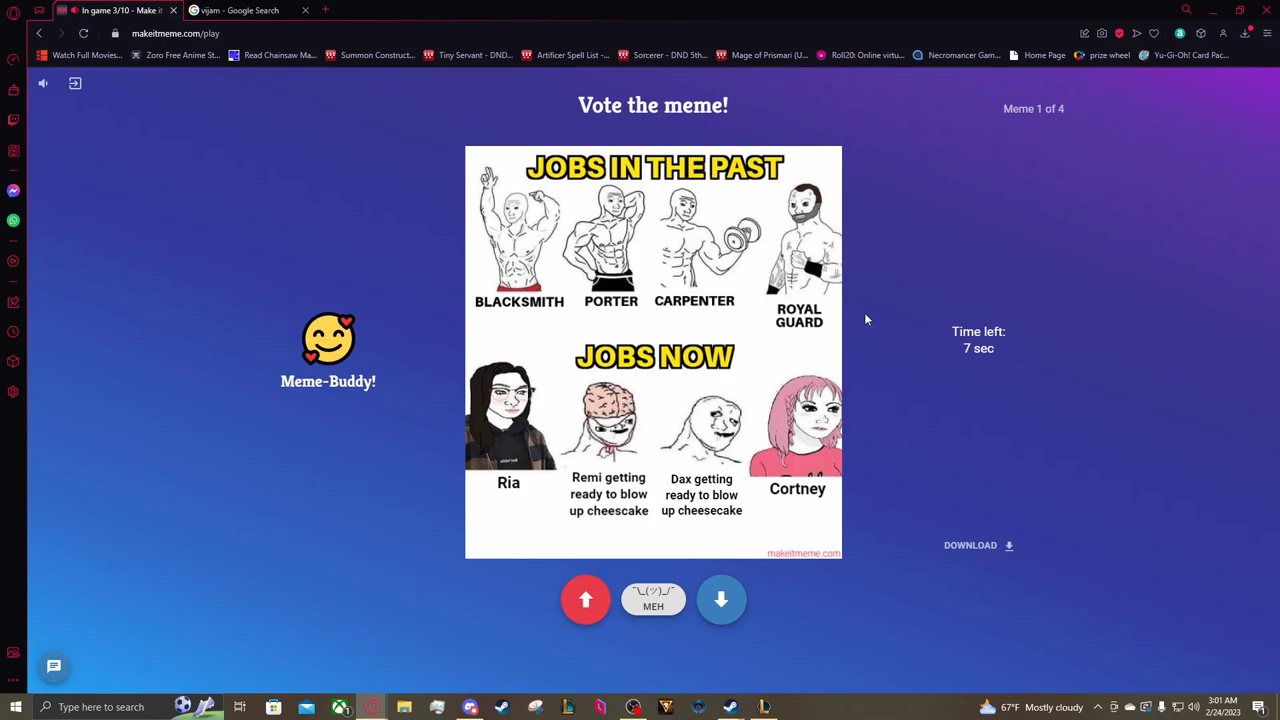 In game 3/10 - Make it
vijam - Google Search
makeitmeme.com/play
Watch Full Movies...
Zoro Free Anime St...
Read Chainsaw Ma...
Summon Construct...
Tiny Servant - DND...
Artificer Spell List -...
Sorcerer - DND 5th...
Mage of Prismari (U...
Roll20: Online virtu...
Necromancer Gam...
Home Page
prize wheel
Yu-Gi-Oh! Card Pac...
Vote the meme!
Meme 1 of 4
JOBS IN THE PAST
BLACKSMITH
PORTER
CARPENTER
ROYAL
GUARD
Time left:
7 sec
Meme-Buddy!
JOBS NOW
Ria
Remi getting
ready to blow
up cheescake
Dax getting
ready to blow
up cheesecake
Cortney
makeitmeme.com
DOWNLOAD
¯\_(ツ)_/¯
MEH
Type here to search
67°F Mostly cloudy
3:01 AM
2/24/2023